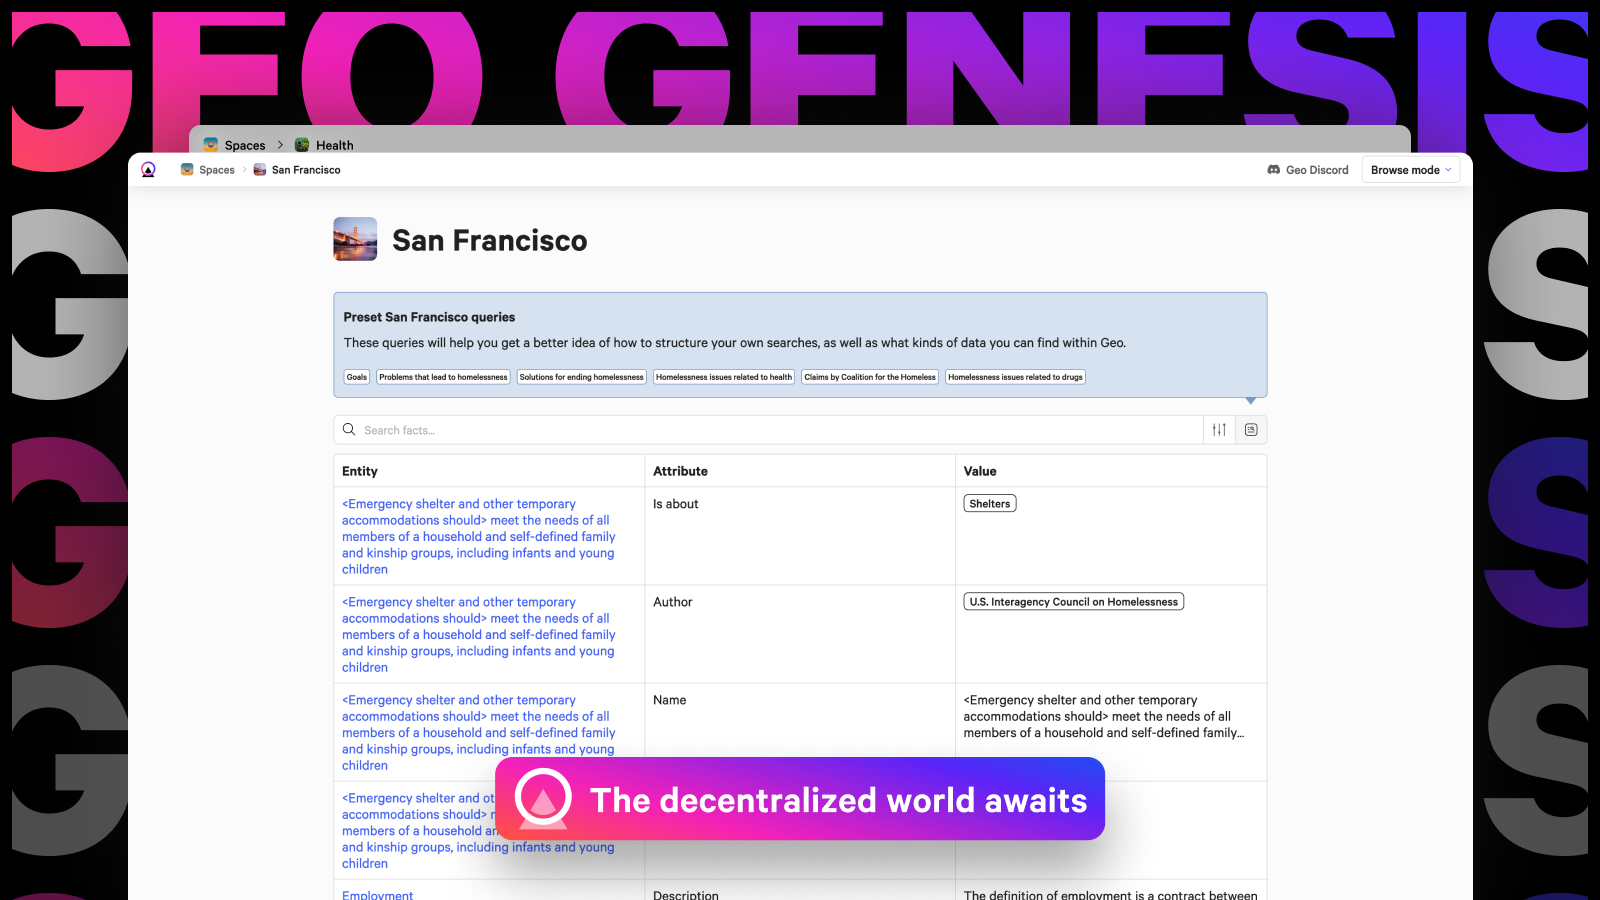 GEO GENESIS
Spaces > Health
Spaces > San Francisco
Geo Discord
Browse mode
San Francisco
Preset San Francisco queries
These queries will help you get a better idea of how to structure your own searches, as well as what kinds of data you can find within Geo.
Goals
Problems that lead to homelessness
Solutions for ending homelessness
Homelessness issues related to health
Claims by Coalition for the Homeless
Homelessness issues related to drugs
Search facts...
Entity
Attribute
Value
<Emergency shelter and other temporary
accommodations should> meet the needs of all
members of a household and self-defined family
and kinship groups, including infants and young
children
Is about
Shelters
<Emergency shelter and other temporary
accommodations should> meet the needs of all
members of a household and self-defined family
and kinship groups, including infants and young
children
Author
U.S. Interagency Council on Homelessness
<Emergency shelter and other temporary
accommodations should> meet the needs of all
members of a household and self-defined family
and kinship groups, including infants and young
children
Name
<Emergency shelter and other temporary
accommodations should> meet the needs of all
members of a household and self-defined family...
<Emergency shelter and
accommodations should>
members of a household
and kinship groups, including infants and young
children
The decentralized world awaits
Employment
Description
The definition of employment is a contract between
G
S
G
S
G
S